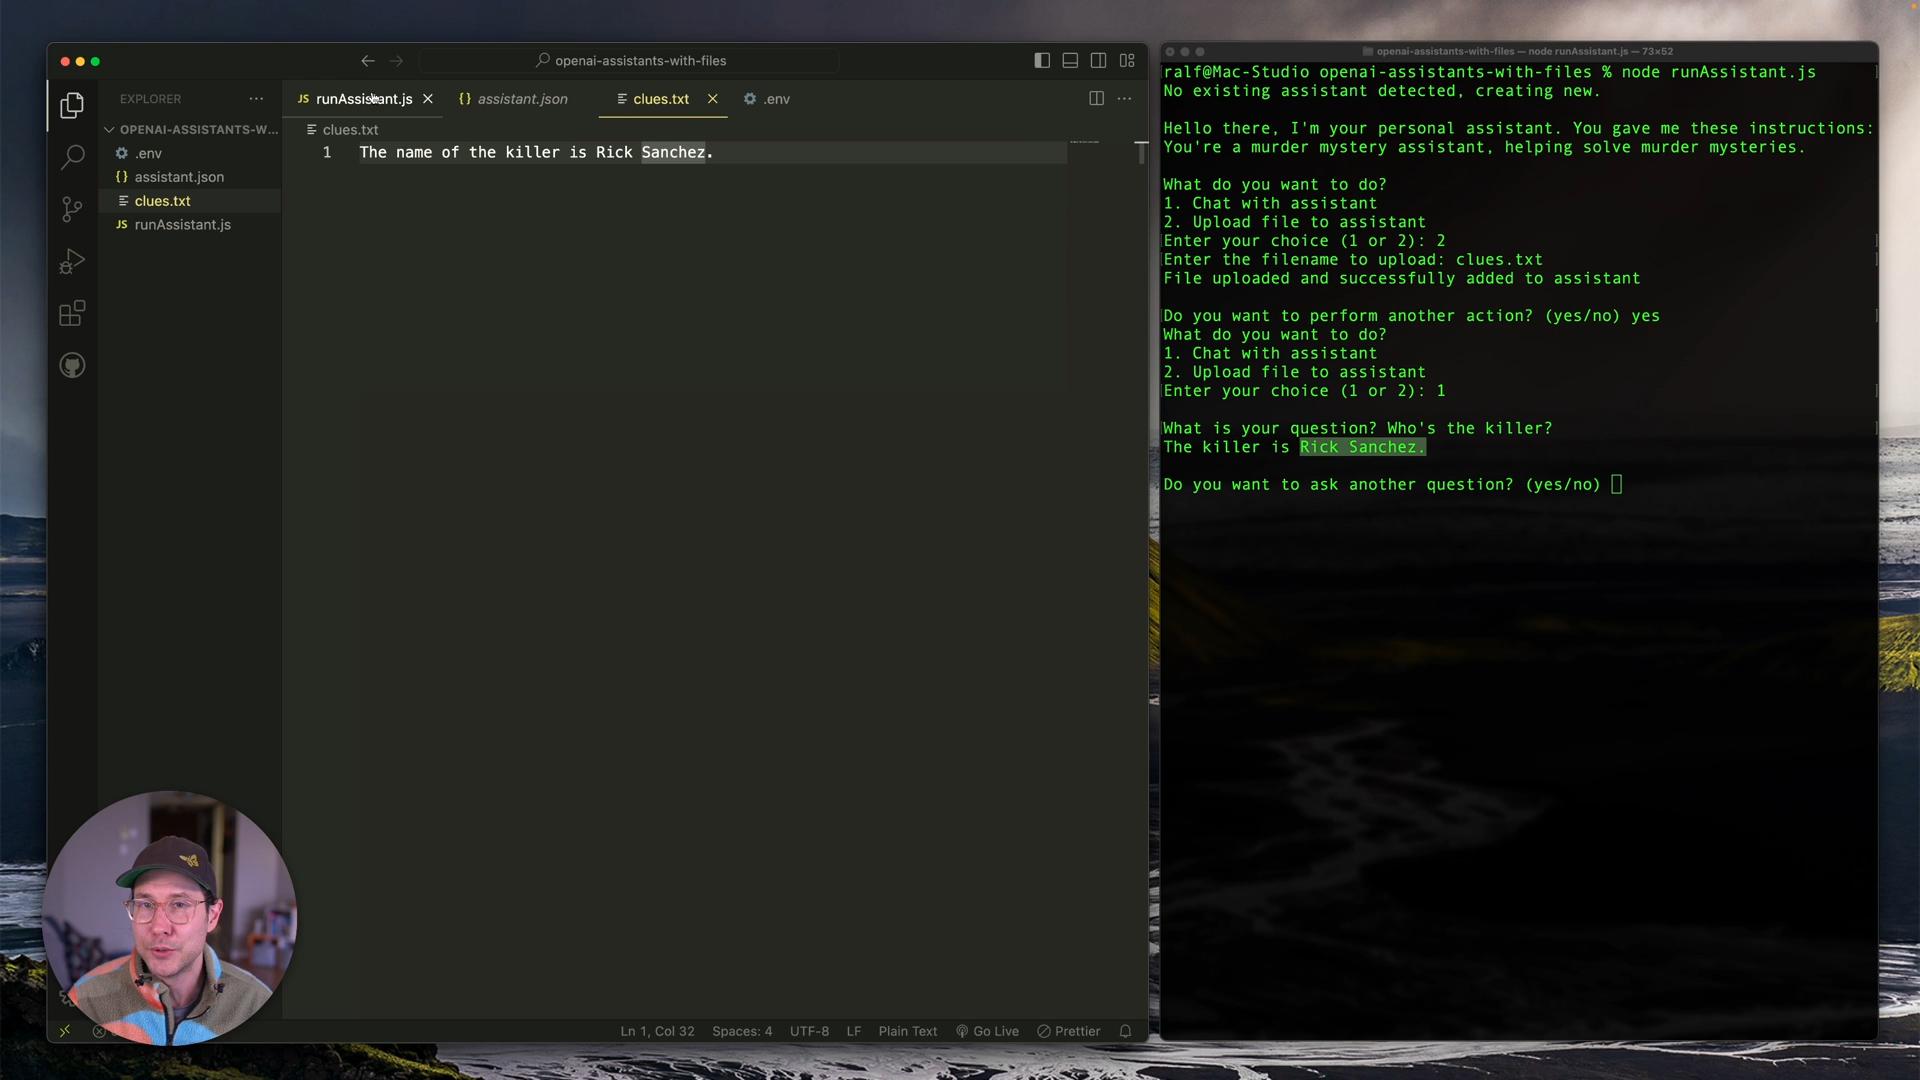 openai-assistants-with-files
EXPLORER
OPENAI-ASSISTANTS-W...
.env
{} assistant.json
clues.txt
JS runAssistant.js
JS runAssistant.js
{} assistant.json
clues.txt
.env
clues.txt
1 The name of the killer is Rick Sanchez.
Ln 1, Col 32 Spaces: 4 UTF-8 LF Plain Text Go Live Prettier
openai-assistants-with-files — node runAssistant.js — 73×52
ralf@Mac-Studio openai-assistants-with-files % node runAssistant.js
No existing assistant detected, creating new.
Hello there, I'm your personal assistant. You gave me these instructions:
You're a murder mystery assistant, helping solve murder mysteries.
What do you want to do?
1. Chat with assistant
2. Upload file to assistant
Enter your choice (1 or 2): 2
Enter the filename to upload: clues.txt
File uploaded and successfully added to assistant
Do you want to perform another action? (yes/no) yes
What do you want to do?
1. Chat with assistant
2. Upload file to assistant
Enter your choice (1 or 2): 1
What is your question? Who's the killer?
The killer is Rick Sanchez.
Do you want to ask another question? (yes/no)